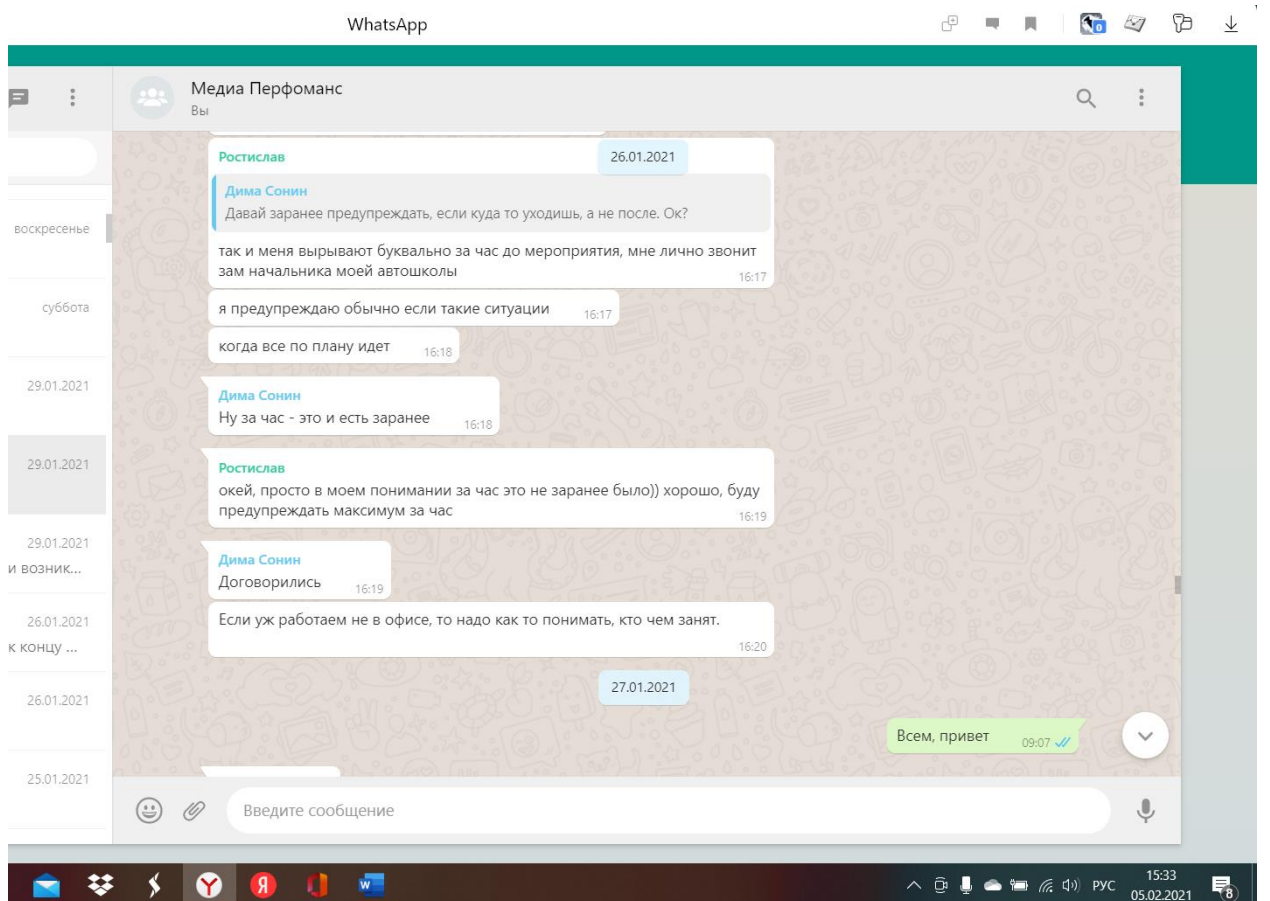 WhatsApp
Медиа Перфоманс
Вы
воскресенье
суббота
29.01.2021
29.01.2021
29.01.2021
и возник...
26.01.2021
к концу ...
26.01.2021
25.01.2021
Ростислав
26.01.2021
Дима Сонин
Давай заранее предупреждать, если куда то уходишь, а не после. Ок?
так и меня вырывают буквально за час до мероприятия, мне лично звонит
зам начальника моей автошколы
16:17
я предупреждаю обычно если такие ситуации 16:17
когда все по плану идет 16:18
Дима Сонин
Ну за час - это и есть заранее 16:18
Ростислав
окей, просто в моем понимании за час это не заранее было)) хорошо, буду
предупреждать максимум за час 16:19
Дима Сонин
Договорились 16:19
Если уж работаем не в офисе, то надо как то понимать, кто чем занят.
16:20
27.01.2021
Всем, привет 09:07
Введите сообщение
РУС
15:33
05.02.2021
8